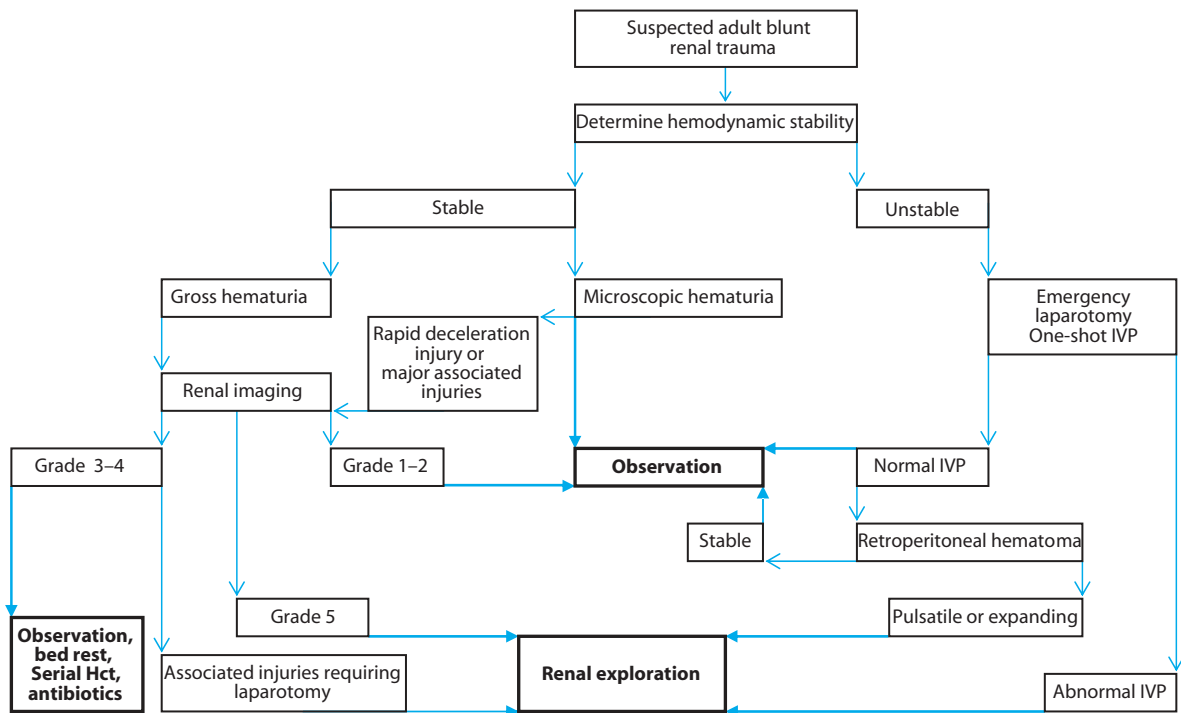 Suspected adult blunt
renal trauma
Determine hemodynamic stability
Stable
Unstable
Gross hematuria
Microscopic hematuria
Emergency
laparotomy
One-shot IVP
Rapid deceleration
injury or
major associated
injuries
Renal imaging
Grade 3–4
Grade 1–2
Observation
Normal IVP
Stable
Retroperitoneal hematoma
Grade 5
Pulsatile or expanding
Observation,
bed rest,
Serial Hct,
antibiotics
Associated injuries requiring
laparotomy
Renal exploration
Abnormal IVP